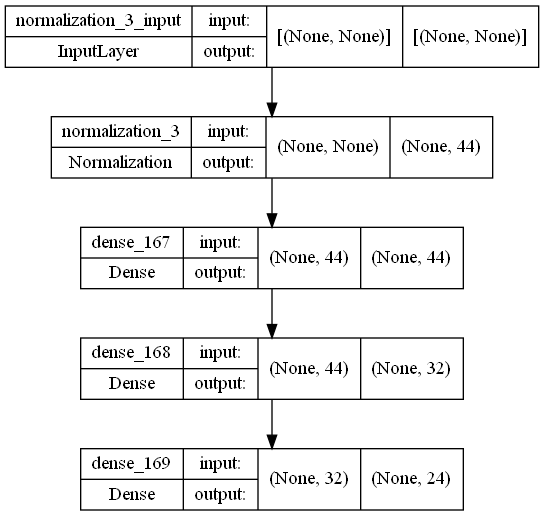 normalization_3_input input: [(None, None)] [(None, None)]
InputLayer output:
normalization_3 input: (None, None) (None, 44)
Normalization output:
dense_167 input: (None, 44) (None, 44)
Dense output:
dense_168 input: (None, 44) (None, 32)
Dense output:
dense_169 input: (None, 32) (None, 24)
Dense output: